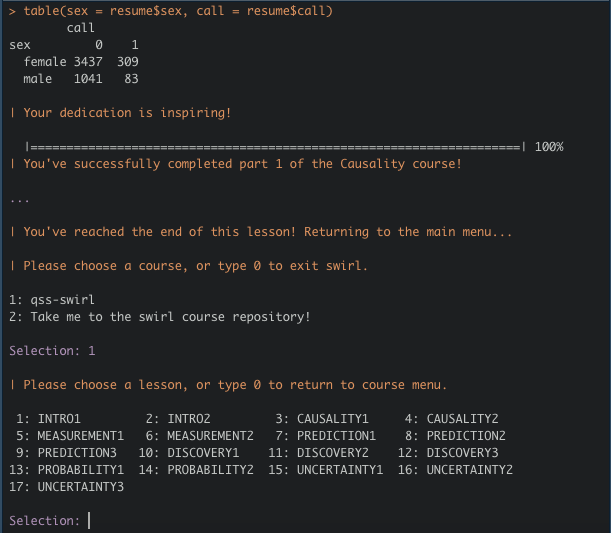 > table(sex = resume$sex, call = resume$call)
        call
sex         0    1
  female 3437  309
  male   1041   83
| Your dedication is inspiring!
  |======================================================================| 100%
| You've successfully completed part 1 of the Causality course!
...
| You've reached the end of this lesson! Returning to the main menu...
| Please choose a course, or type 0 to exit swirl.
1: qss-swirl
2: Take me to the swirl course repository!
Selection: 1
| Please choose a lesson, or type 0 to return to course menu.
 1: INTRO1         2: INTRO2         3: CAUSALITY1     4: CAUSALITY2
 5: MEASUREMENT1   6: MEASUREMENT2   7: PREDICTION1    8: PREDICTION2
 9: PREDICTION3   10: DISCOVERY1    11: DISCOVERY2    12: DISCOVERY3
13: PROBABILITY1  14: PROBABILITY2  15: UNCERTAINTY1  16: UNCERTAINTY2
17: UNCERTAINTY3
Selection: